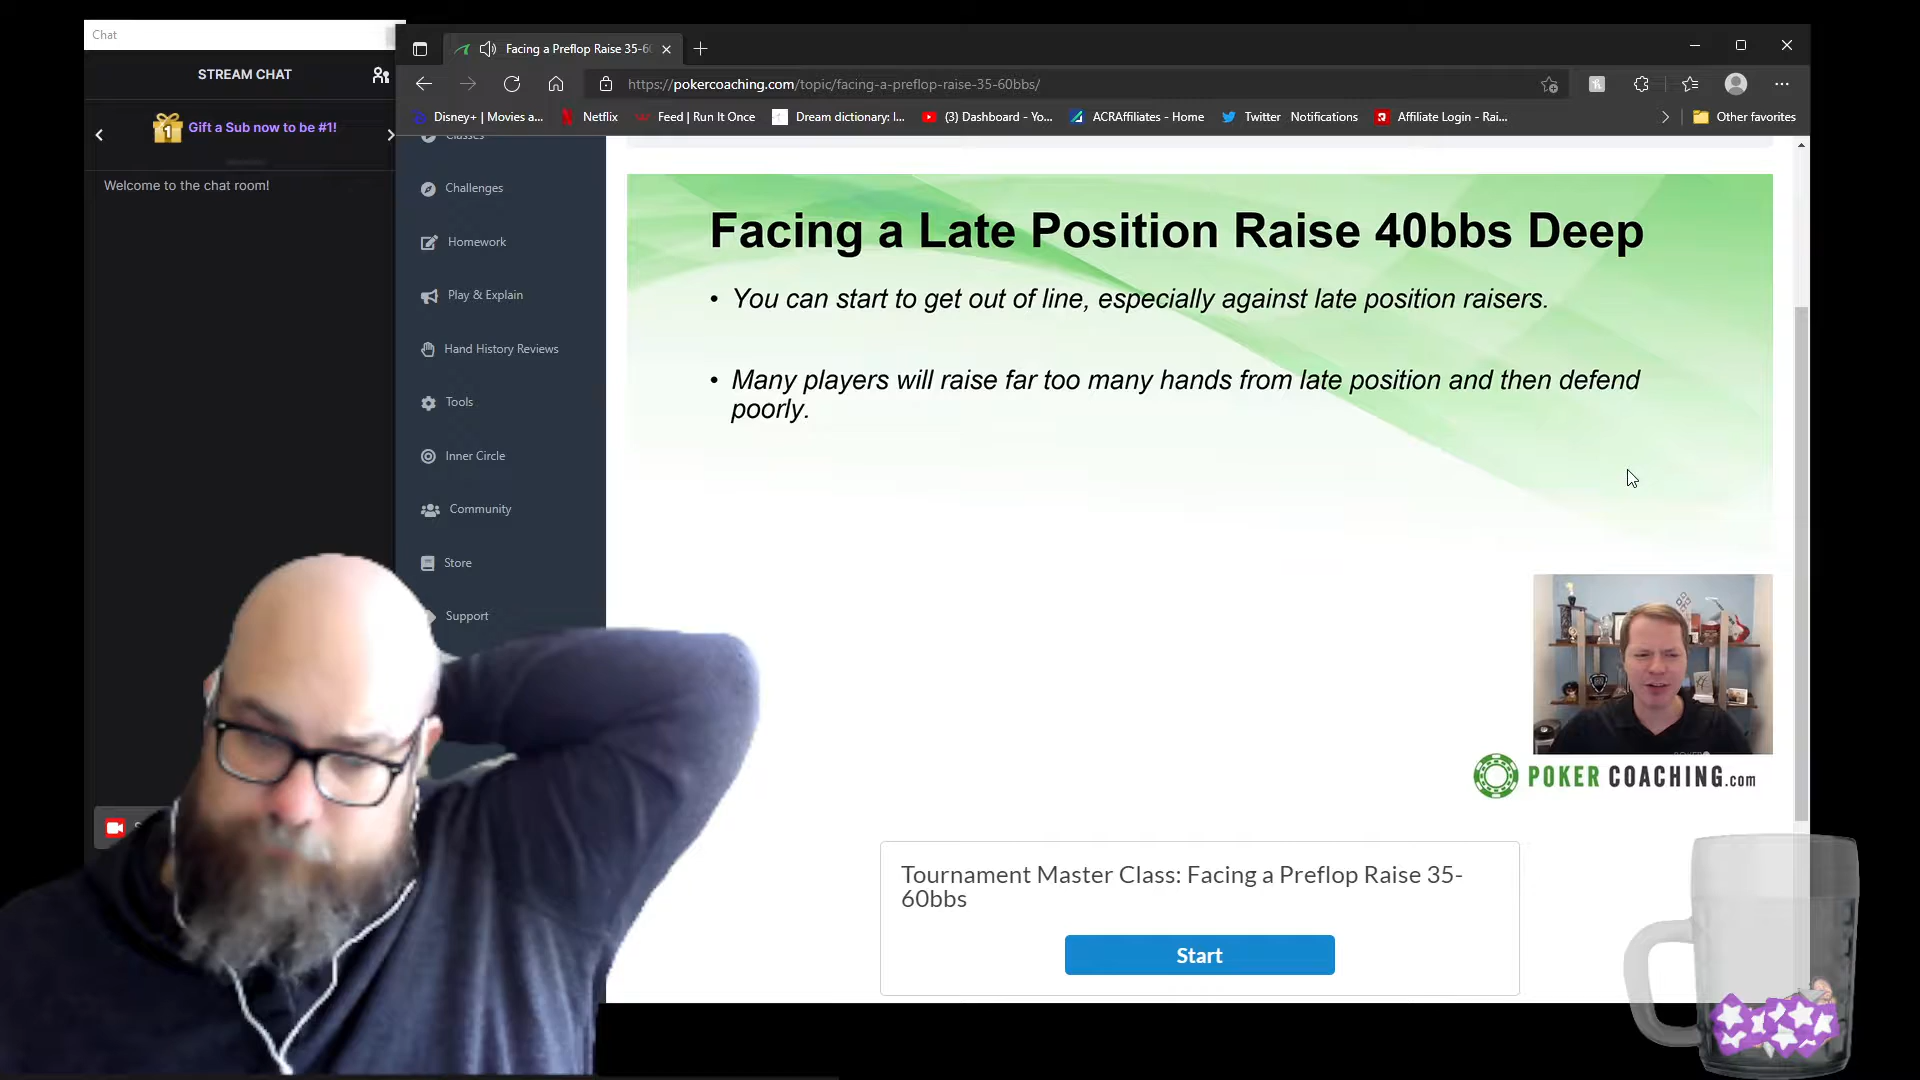 Chat
STREAM CHAT
1
Gift a Sub now to be #1!
Welcome to the chat room!
Facing a Preflop Raise 35-6
https://pokercoaching.com/topic/facing-a-preflop-raise-35-60bbs/
Disney+ | Movies a...
Netflix
Feed | Run It Once
Dream dictionary: I...
(3) Dashboard - Yo...
ACRAffiliates - Home
Twitter
Notifications
Affiliate Login - Rai...
Other favorites
Classes
Challenges
Homework
Play & Explain
Hand History Reviews
Tools
Inner Circle
Community
Store
Support
Facing a Late Position Raise 40bbs Deep
• You can start to get out of line, especially against late position raisers.
• Many players will raise far too many hands from late position and then defend
poorly.
POKER COACHING.com
Tournament Master Class: Facing a Preflop Raise 35-
60bbs
Start